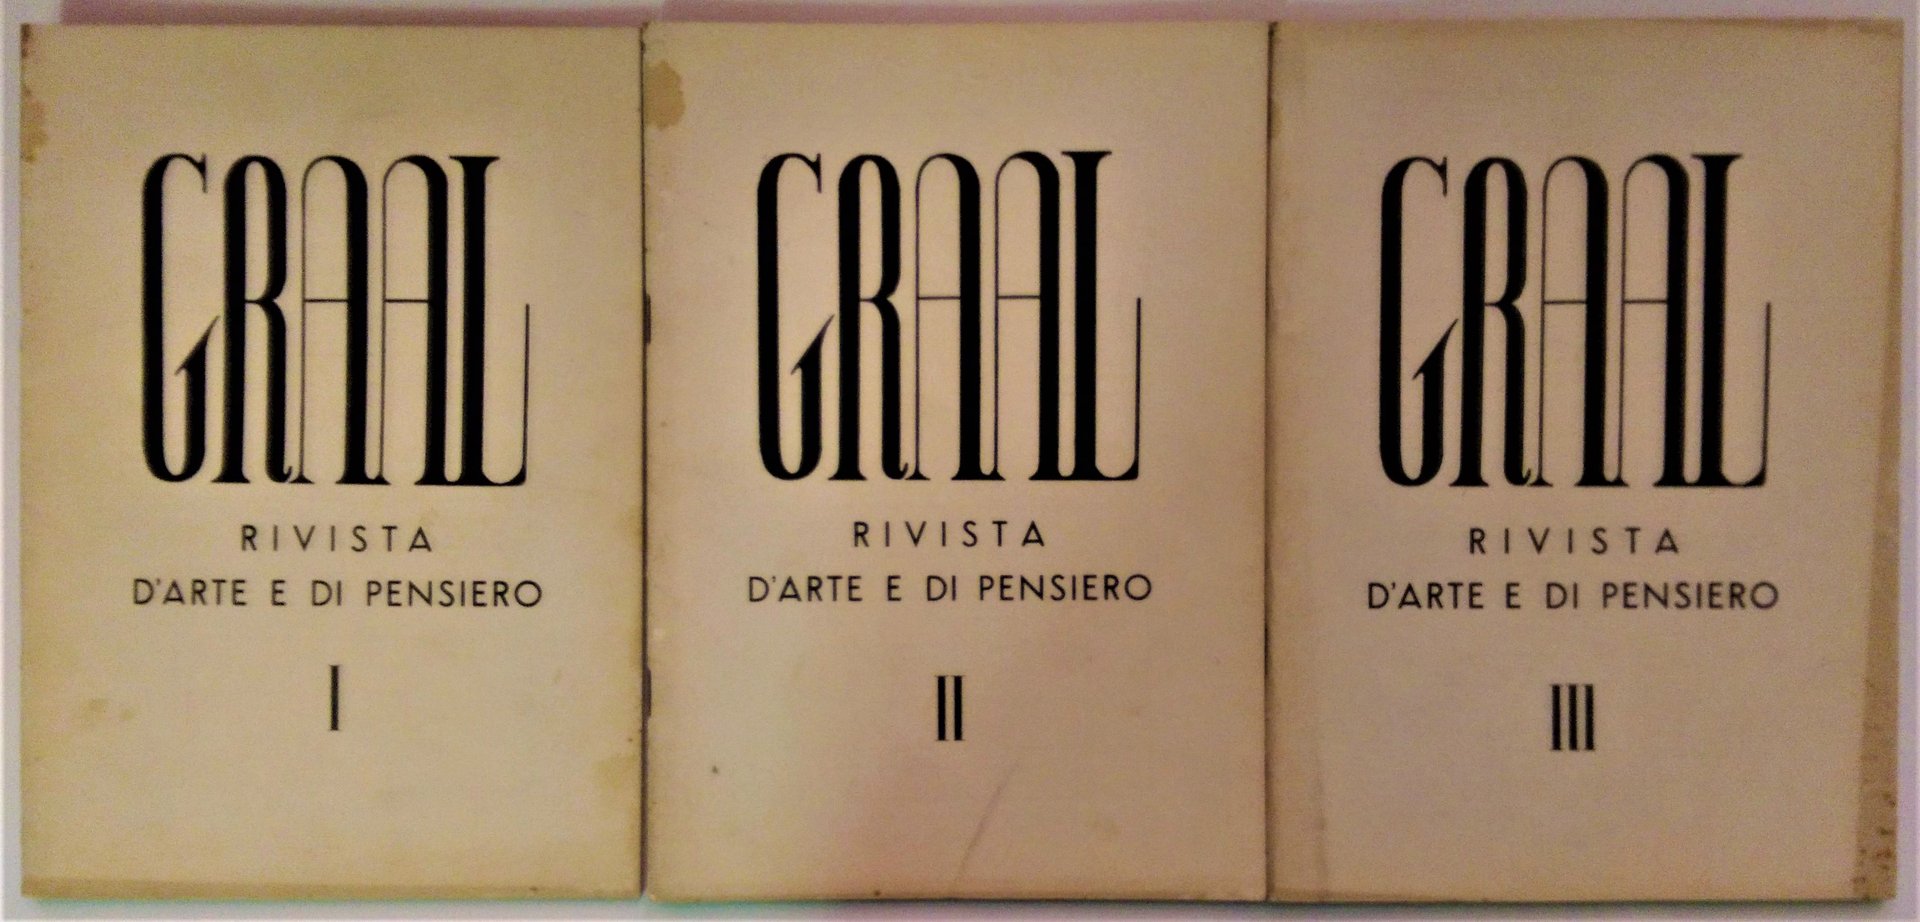 GRAAL
RIVISTA
D'ARTE E DI PENSIERO
I
GRAAL
RIVISTA
D'ARTE E DI PENSIERO
II
GRAAL
RIVISTA
D'ARTE E DI PENSIERO
III